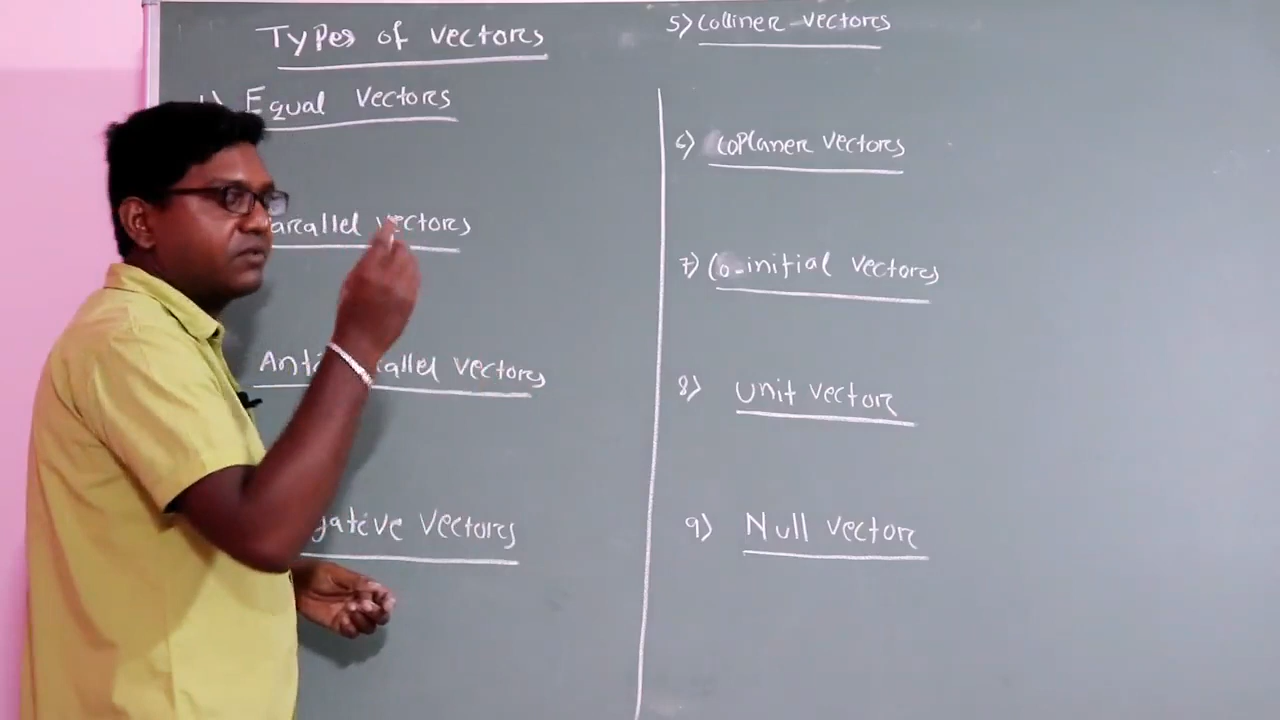 Types of vectors
Equal Vectors
vectors
vectors
vectors
5) Colliner vectors
6) coplaner vectors
7) Co-initial vectores
8) Unit vector
9) Null vector